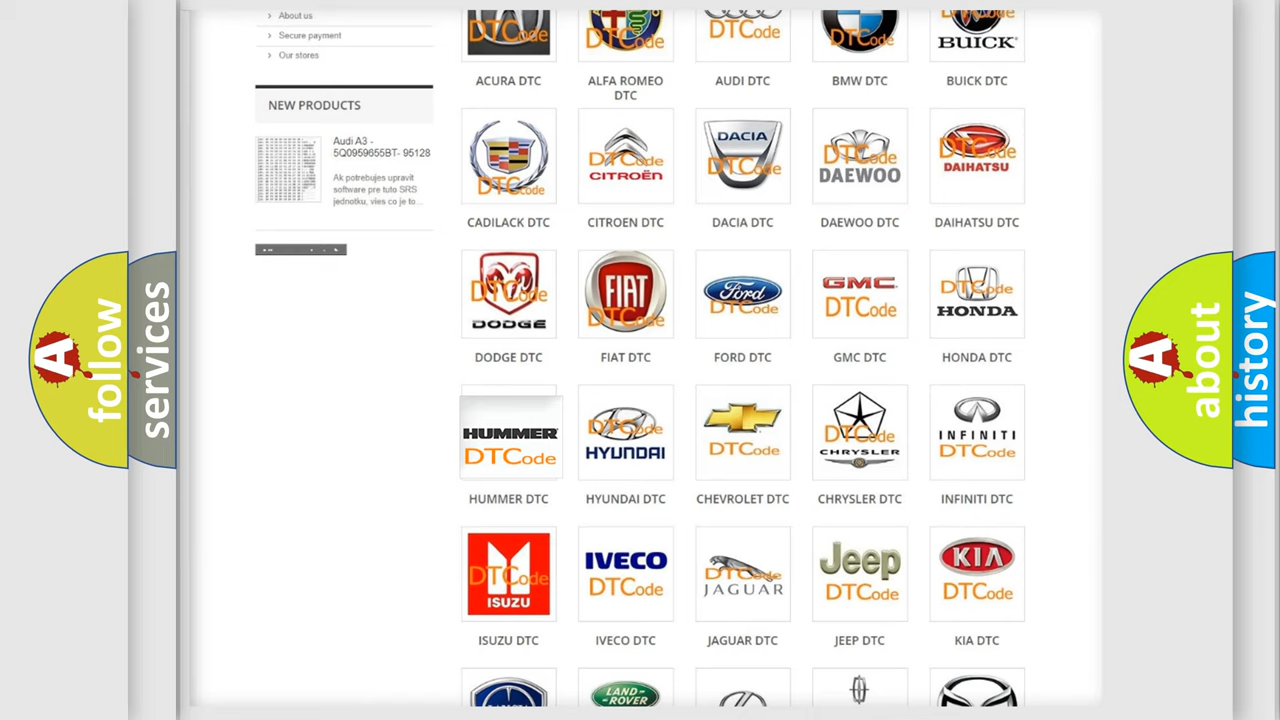 About us
Secure payment
Our stores
NEW PRODUCTS
Audi A3 -
5Q0959655BT- 95128
Ak potrebujes upravit
software pre tuto SRS
jednotku, vies co je to...
DTCode
DTCode
DTCode
DTCode
DTCode
BUICK
ACURA DTC
ALFA ROMEO
DTC
AUDI DTC
BMW DTC
BUICK DTC
DTCode
DTCode
CITROËN
DACIA
DTCode
DTCode
DAEWOO
DTCode
DAIHATSU
CADILACK DTC
CITROEN DTC
DACIA DTC
DAEWOO DTC
DAIHATSU DTC
DTCode
DODGE
FIAT
DTCode
Ford
DTCode
GMC
DTCode
DTCode
HONDA
DODGE DTC
FIAT DTC
FORD DTC
GMC DTC
HONDA DTC
HUMMER
DTCode
DTCode
HYUNDAI
DTCode
DTCode
CHRYSLER
INFINITI
DTCode
HUMMER DTC
HYUNDAI DTC
CHEVROLET DTC
CHRYSLER DTC
INFINITI DTC
DTCode
ISUZU
IVECO
DTCode
DTCode
JAGUAR
Jeep
DTCode
KIA
DTCode
ISUZU DTC
IVECO DTC
JAGUAR DTC
JEEP DTC
KIA DTC
LAND-
ROVER
A
follow
services
A
about
history